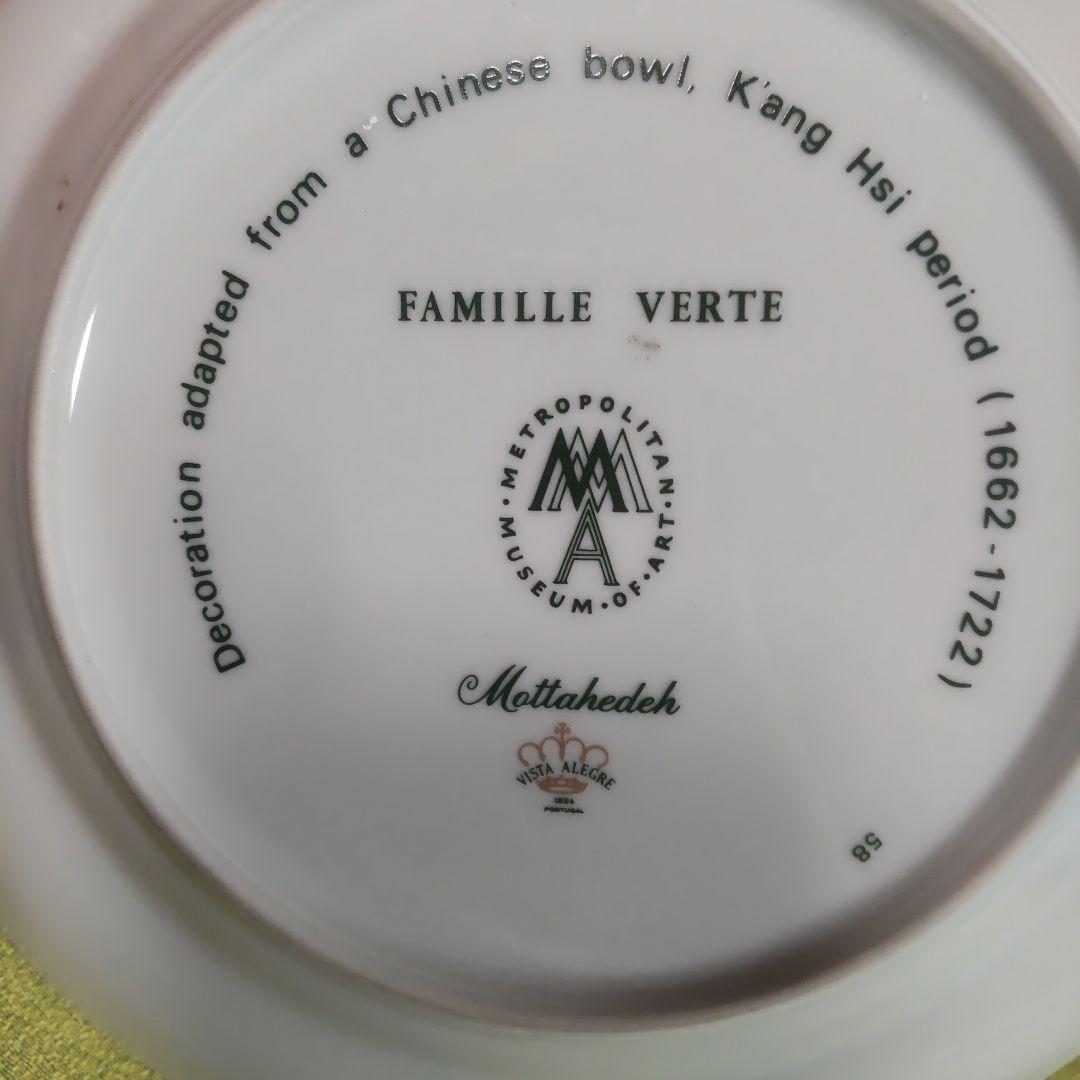 Decoration adapted from a Chinese bowl, K'ang Hsi period (1662-1722)
FAMILLE VERTE
METROPOLITAN · MUSEUM · OF · ART ·
MMA
Mottahedeh
VISTA ALEGRE
1824
PORTUGAL
58